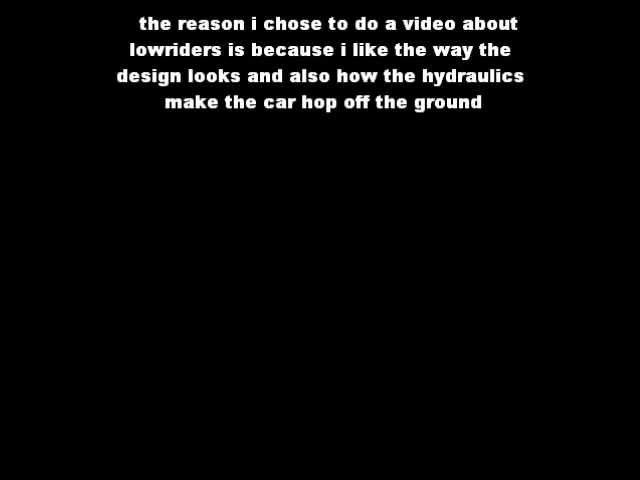 the reason i chose to do a video about
lowriders is because i like the way the
design looks and also how the hydraulics
make the car hop off the ground